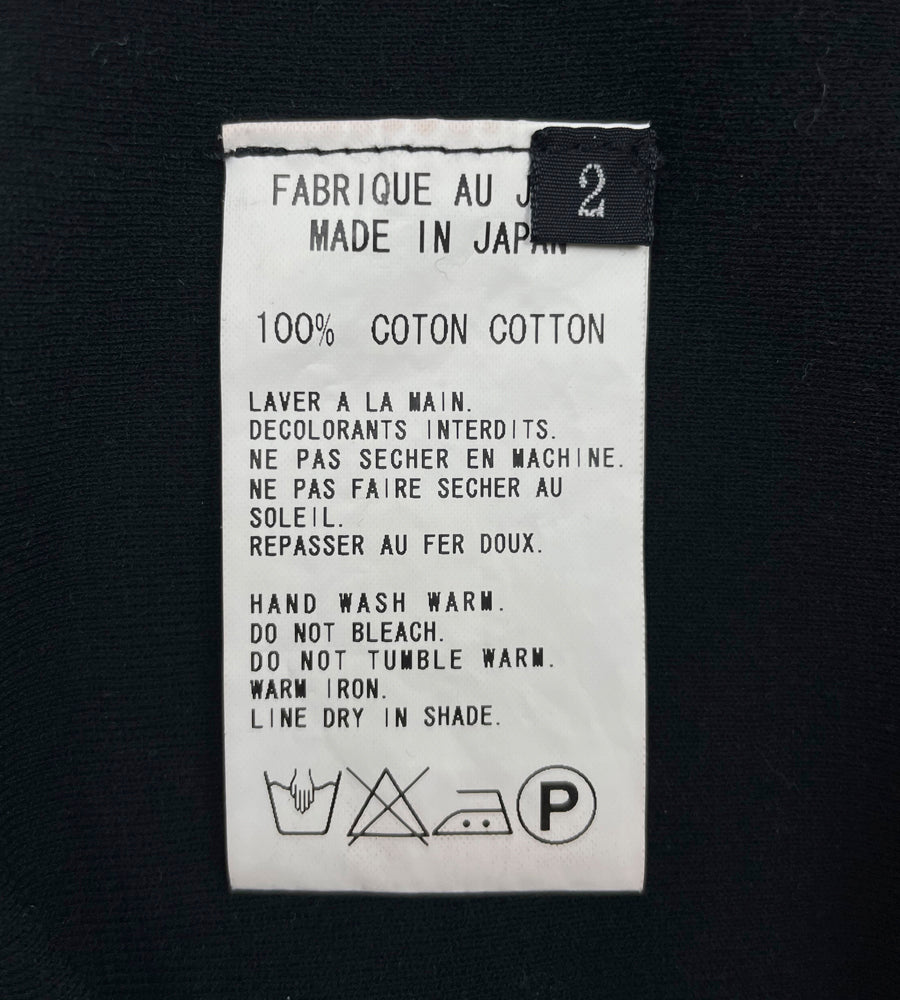 FABRIQUE AU J
2
MADE IN JAPAN
100% COTON COTTON
LAVER A LA MAIN.
DECOLORANTS INTERDITS.
NE PAS SECHER EN MACHINE.
NE PAS FAIRE SECHER AU
SOLEIL.
REPASSER AU FER DOUX.
HAND WASH WARM.
DO NOT BLEACH.
DO NOT TUMBLE WARM.
WARM IRON.
LINE DRY IN SHADE.
P